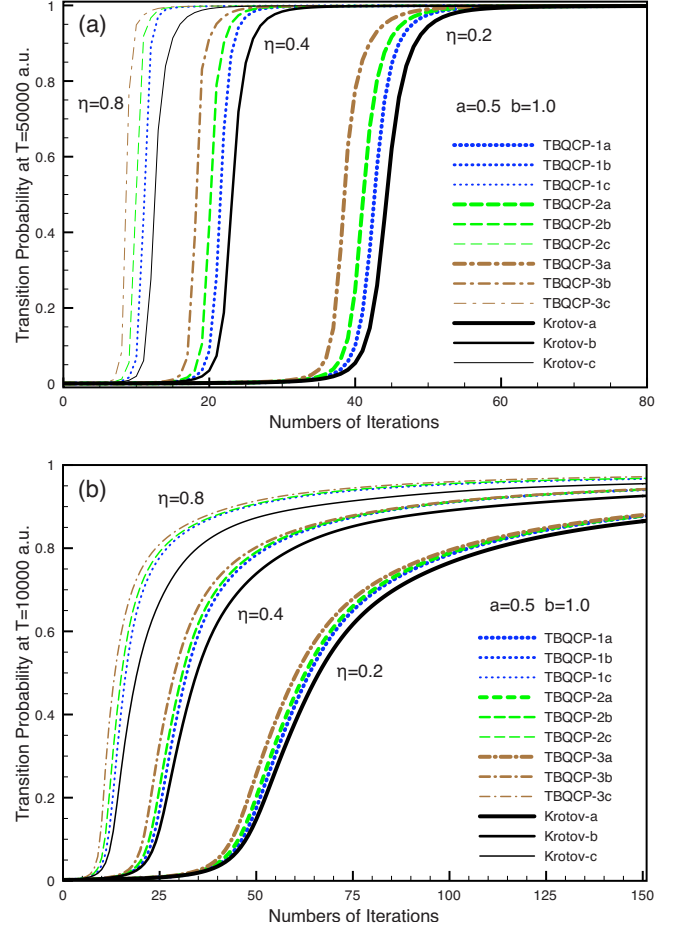 (a)
Transition Probability at T=50000 a.u.
1
0.8
0.6
0.4
0.2
0
η=0.8
η=0.4
η=0.2
a=0.5 b=1.0
TBQCP-1a
TBQCP-1b
TBQCP-1c
TBQCP-2a
TBQCP-2b
TBQCP-2c
TBQCP-3a
TBQCP-3b
TBQCP-3c
Krotov-a
Krotov-b
Krotov-c
0 20 40 60 80
Numbers of Iterations
(b)
Transition Probability at T=10000 a.u.
1
0.8
0.6
0.4
0.2
0
η=0.8
η=0.4
η=0.2
a=0.5 b=1.0
TBQCP-1a
TBQCP-1b
TBQCP-1c
TBQCP-2a
TBQCP-2b
TBQCP-2c
TBQCP-3a
TBQCP-3b
TBQCP-3c
Krotov-a
Krotov-b
Krotov-c
0 25 50 75 100 125 150
Numbers of Iterations